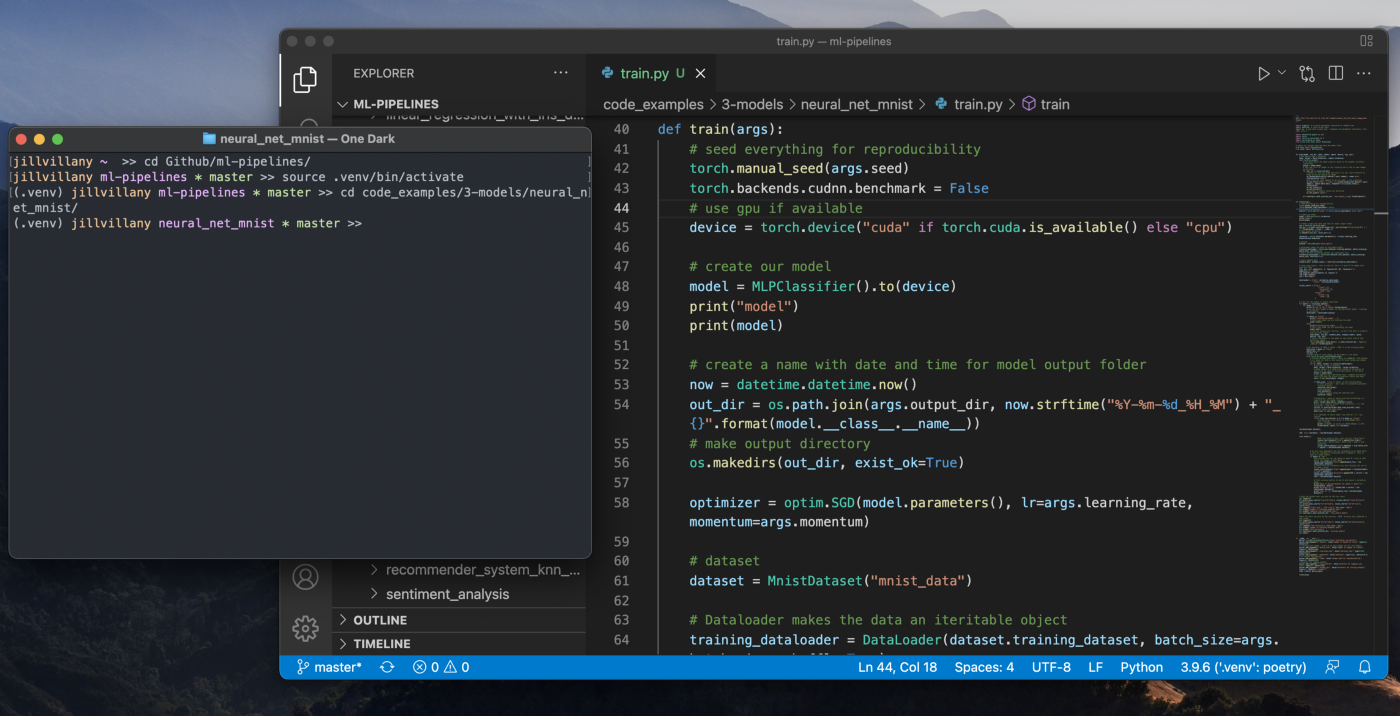 train.py — ml-pipelines
EXPLORER
ML-PIPELINES
train.py U
code_examples > 3-models > neural_net_mnist > train.py > train
neural_net_mnist — One Dark
[jillvillany ~  >> cd Github/ml-pipelines/ ]
[jillvillany ml-pipelines * master >> source .venv/bin/activate ]
[(.venv) jillvillany ml-pipelines * master >> cd code_examples/3-models/neural_n]
et_mnist/
(.venv) jillvillany neural_net_mnist * master >>
recommender_system_knn_...
sentiment_analysis
OUTLINE
TIMELINE
40 def train(args):
41 # seed everything for reproducibility
42 torch.manual_seed(args.seed)
43 torch.backends.cudnn.benchmark = False
44 # use gpu if available
45 device = torch.device("cuda" if torch.cuda.is_available() else "cpu")
46
47 # create our model
48 model = MLPClassifier().to(device)
49 print("model")
50 print(model)
51
52 # create a name with date and time for model output folder
53 now = datetime.datetime.now()
54 out_dir = os.path.join(args.output_dir, now.strftime("%Y-%m-%d_%H_%M") + "_
{}".format(model.__class__.__name__))
55 # make output directory
56 os.makedirs(out_dir, exist_ok=True)
57
58 optimizer = optim.SGD(model.parameters(), lr=args.learning_rate,
momentum=args.momentum)
59
60 # dataset
61 dataset = MnistDataset("mnist_data")
62
63 # Dataloader makes the data an iteritable object
64 training_dataloader = DataLoader(dataset.training_dataset, batch_size=args.
master* 0 0 Ln 44, Col 18 Spaces: 4 UTF-8 LF Python 3.9.6 ('.venv': poetry)